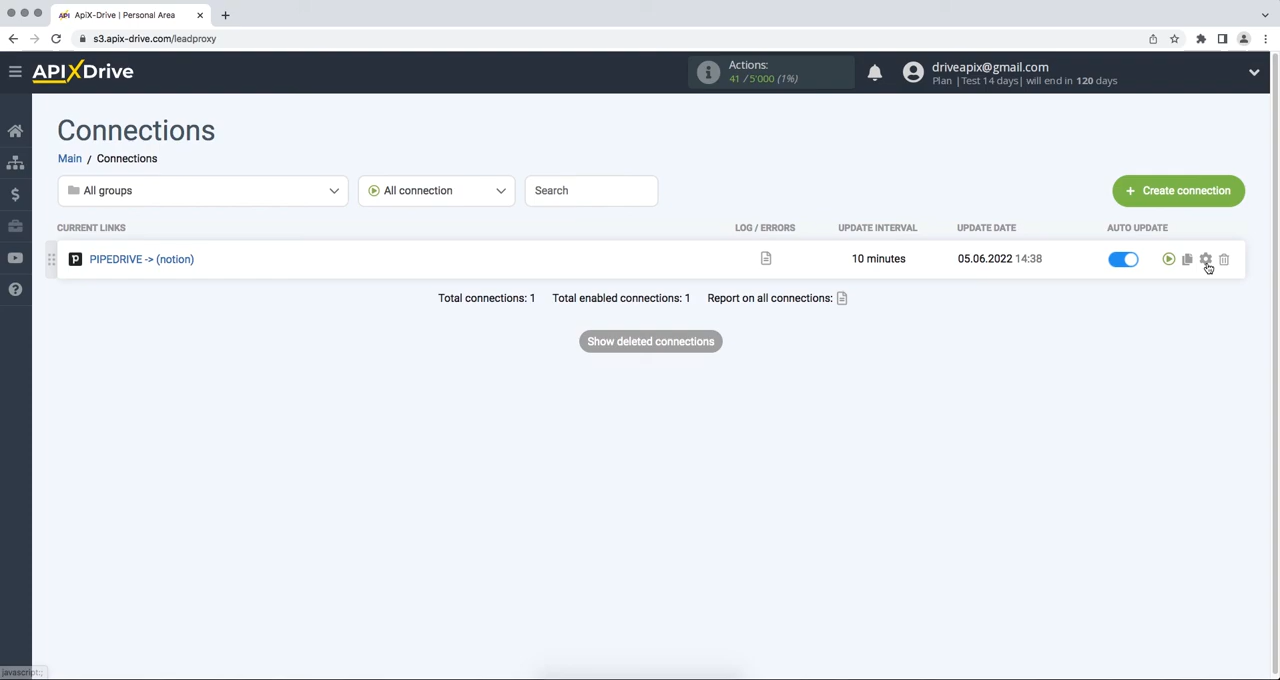 ApiX-Drive | Personal Area
s3.apix-drive.com/leadproxy
APIXDrive
Actions:
41 / 5'000 (1%)
driveapix@gmail.com
Plan |Test 14 days| will end in 120 days
Connections
Main / Connections
All groups
All connection
Search
+ Create connection
CURRENT LINKS
LOG / ERRORS
UPDATE INTERVAL
UPDATE DATE
AUTO UPDATE
PIPEDRIVE -> (notion)
10 minutes
05.06.2022 14:38
Total connections: 1
Total enabled connections: 1
Report on all connections:
Show deleted connections
javascript:;